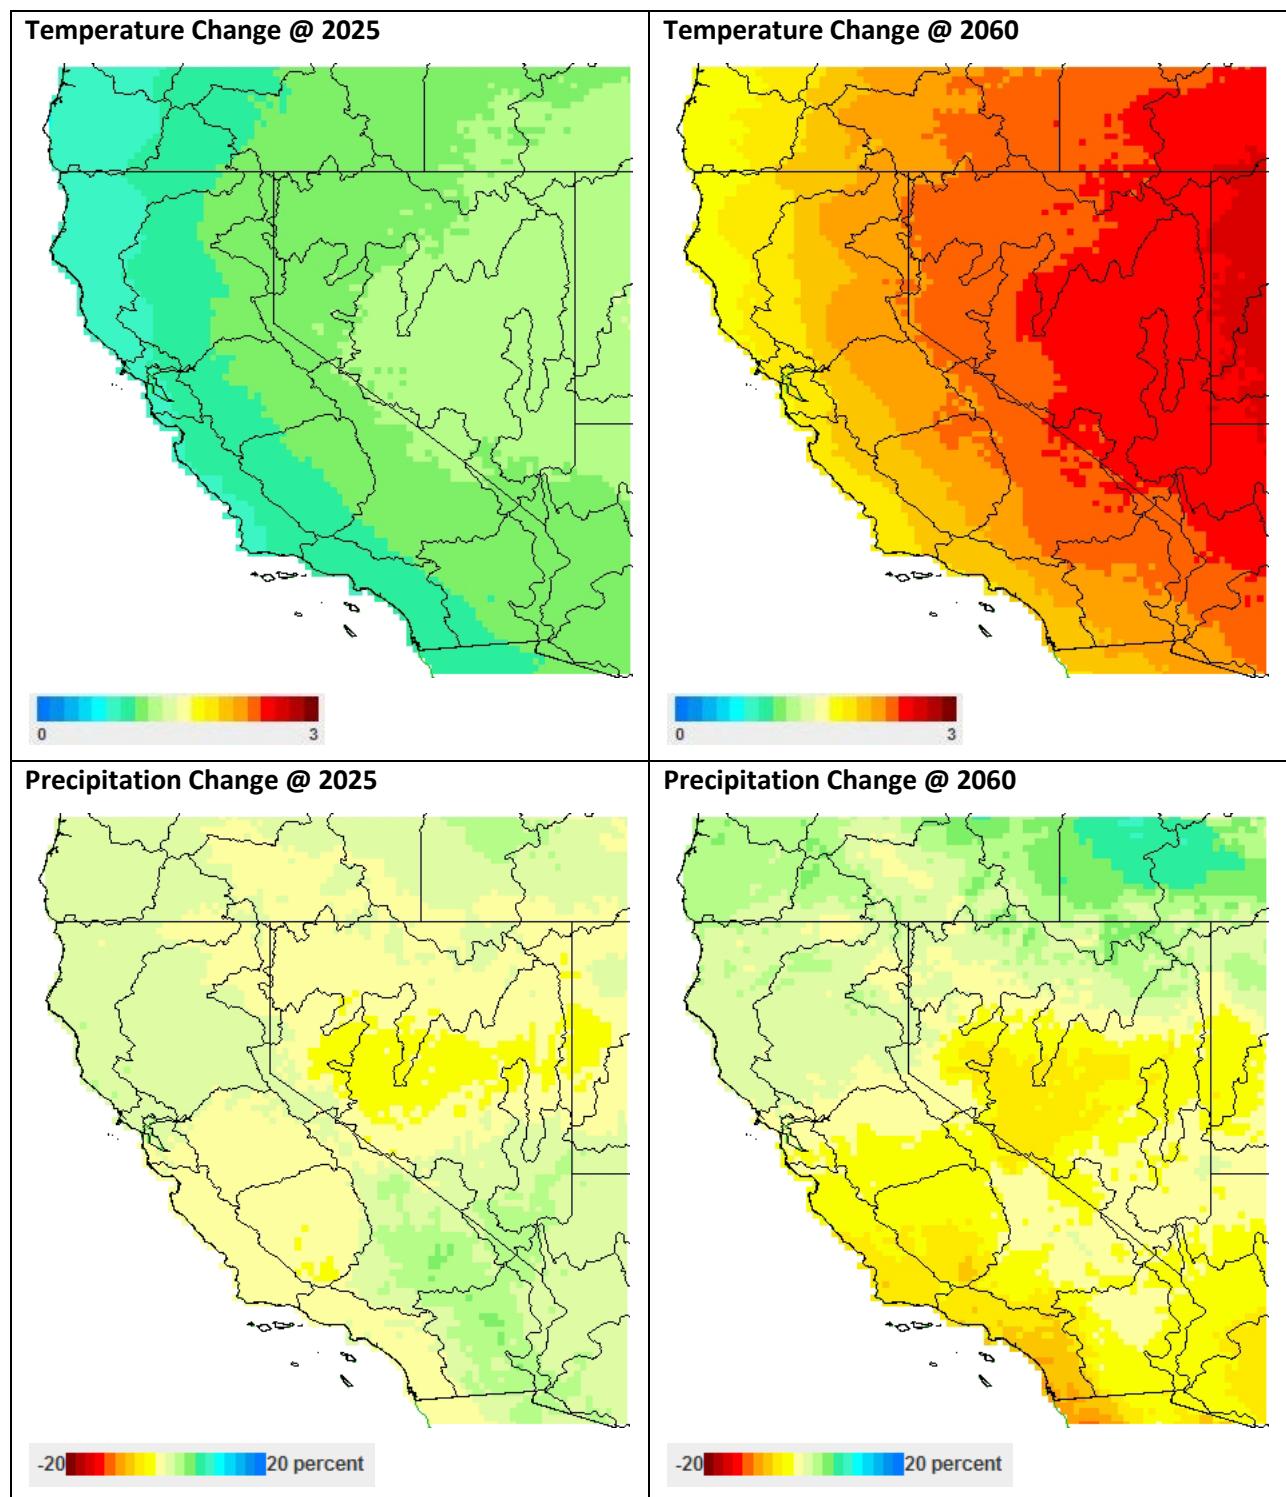 Temperature Change @ 2025
Temperature Change @ 2060
0 3
0 3
Precipitation Change @ 2025
Precipitation Change @ 2060
-20 20 percent
-20 20 percent